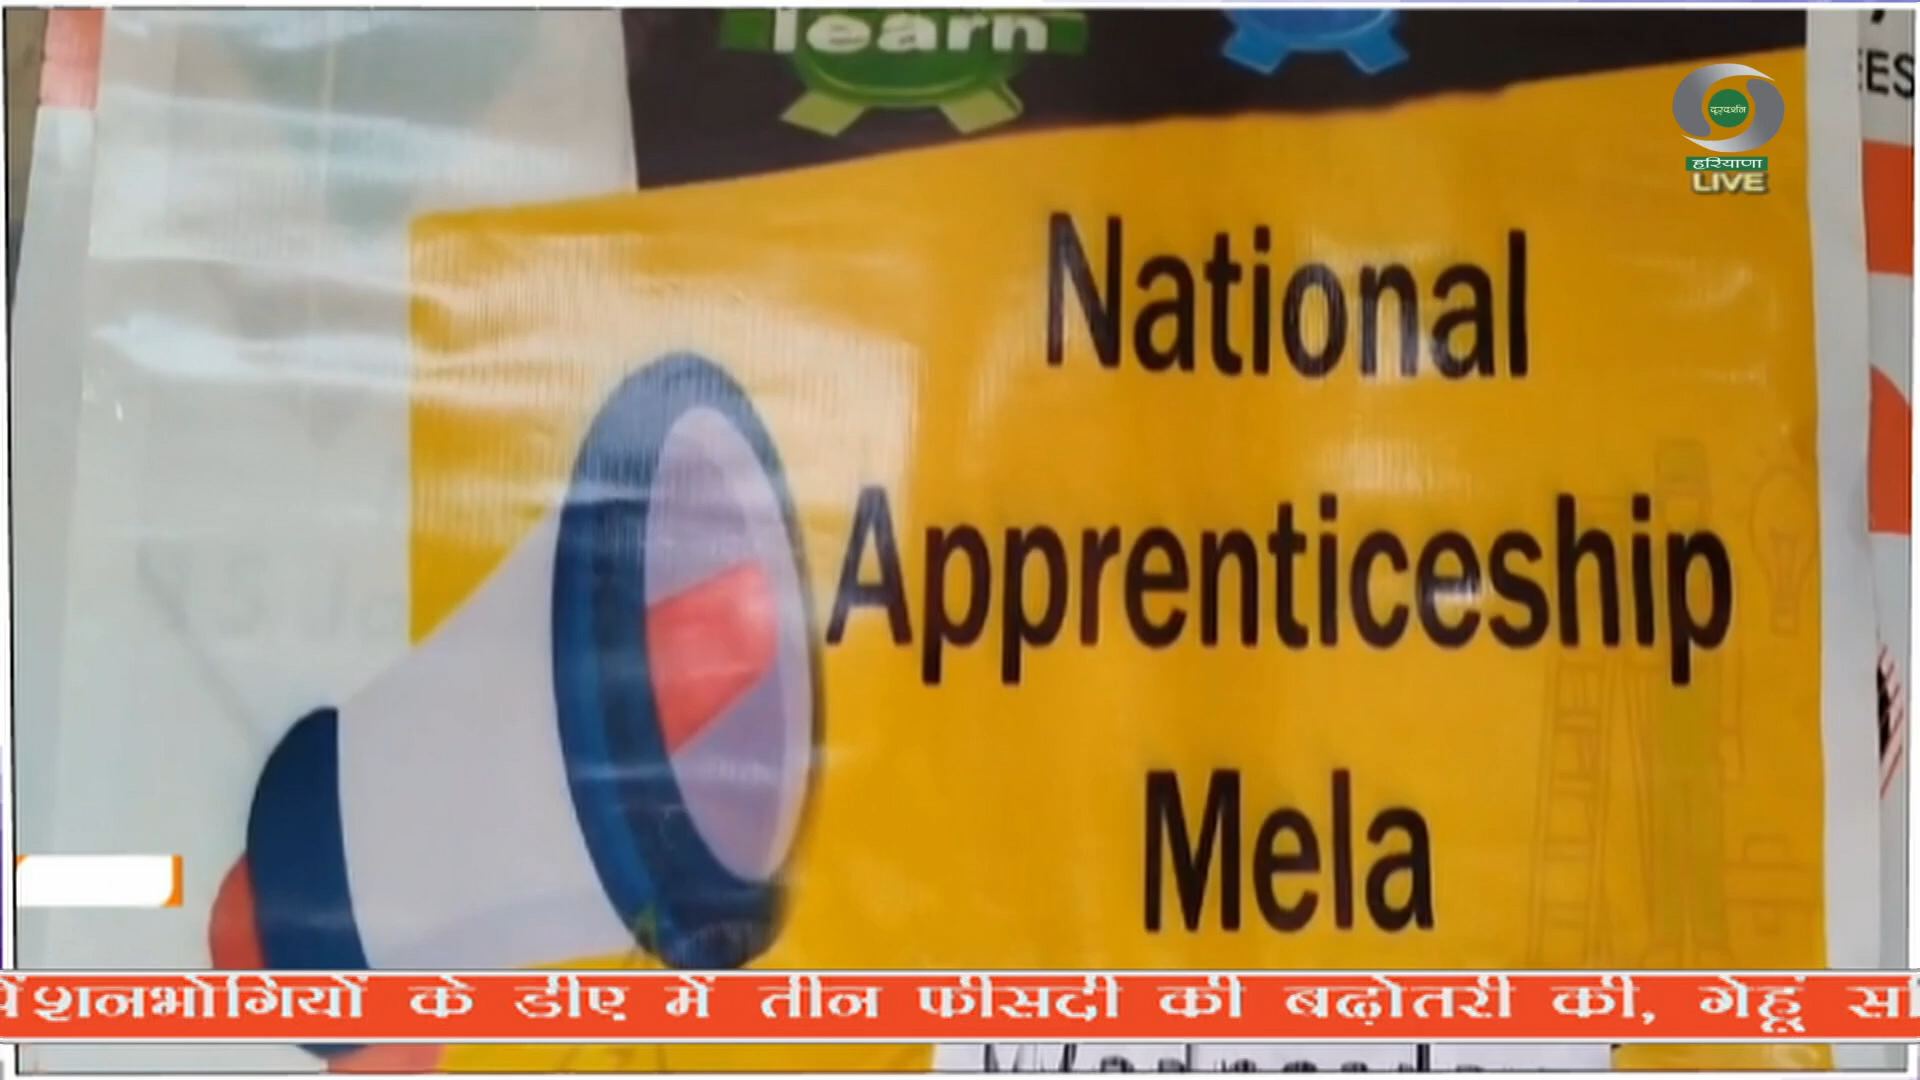 learn
दूरदर्शन
हरियाणा
LIVE
National
Apprenticeship
Mela
पेंशनभोगियों के डीए में तीन फीसदी की बढ़ोतरी की, गेहूं